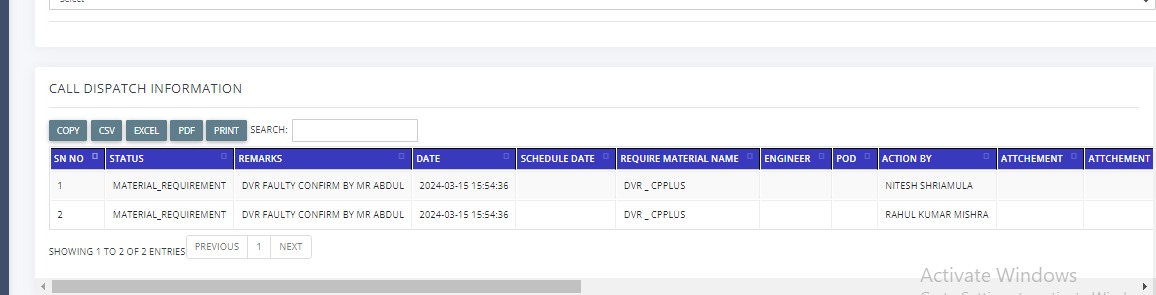 CALL DISPATCH INFORMATION
COPY CSV EXCEL PDF PRINT SEARCH:
SN NO STATUS REMARKS DATE SCHEDULE DATE REQUIRE MATERIAL NAME ENGINEER POD ACTION BY ATTCHEMENT ATTCHEMENT
1 MATERIAL_REQUIREMENT DVR FAULTY CONFIRM BY MR ABDUL 2024-03-15 15:54:36 DVR _ CPPLUS NITESH SHRIAMULA
2 MATERIAL_REQUIREMENT DVR FAULTY CONFIRM BY MR ABDUL 2024-03-15 15:54:36 DVR _ CPPLUS RAHUL KUMAR MISHRA
SHOWING 1 TO 2 OF 2 ENTRIES PREVIOUS 1 NEXT
Activate Windows